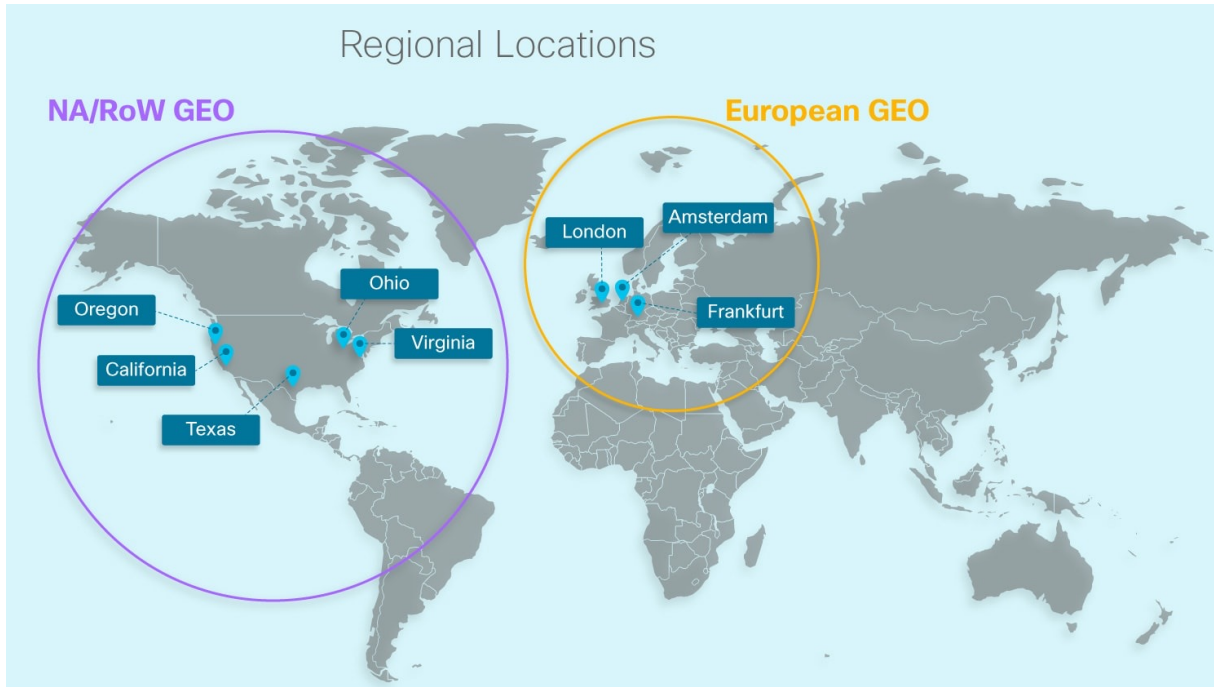 Regional Locations
NA/RoW GEO
European GEO
Amsterdam
London
Ohio
Oregon
Frankfurt
Virginia
California
Texas